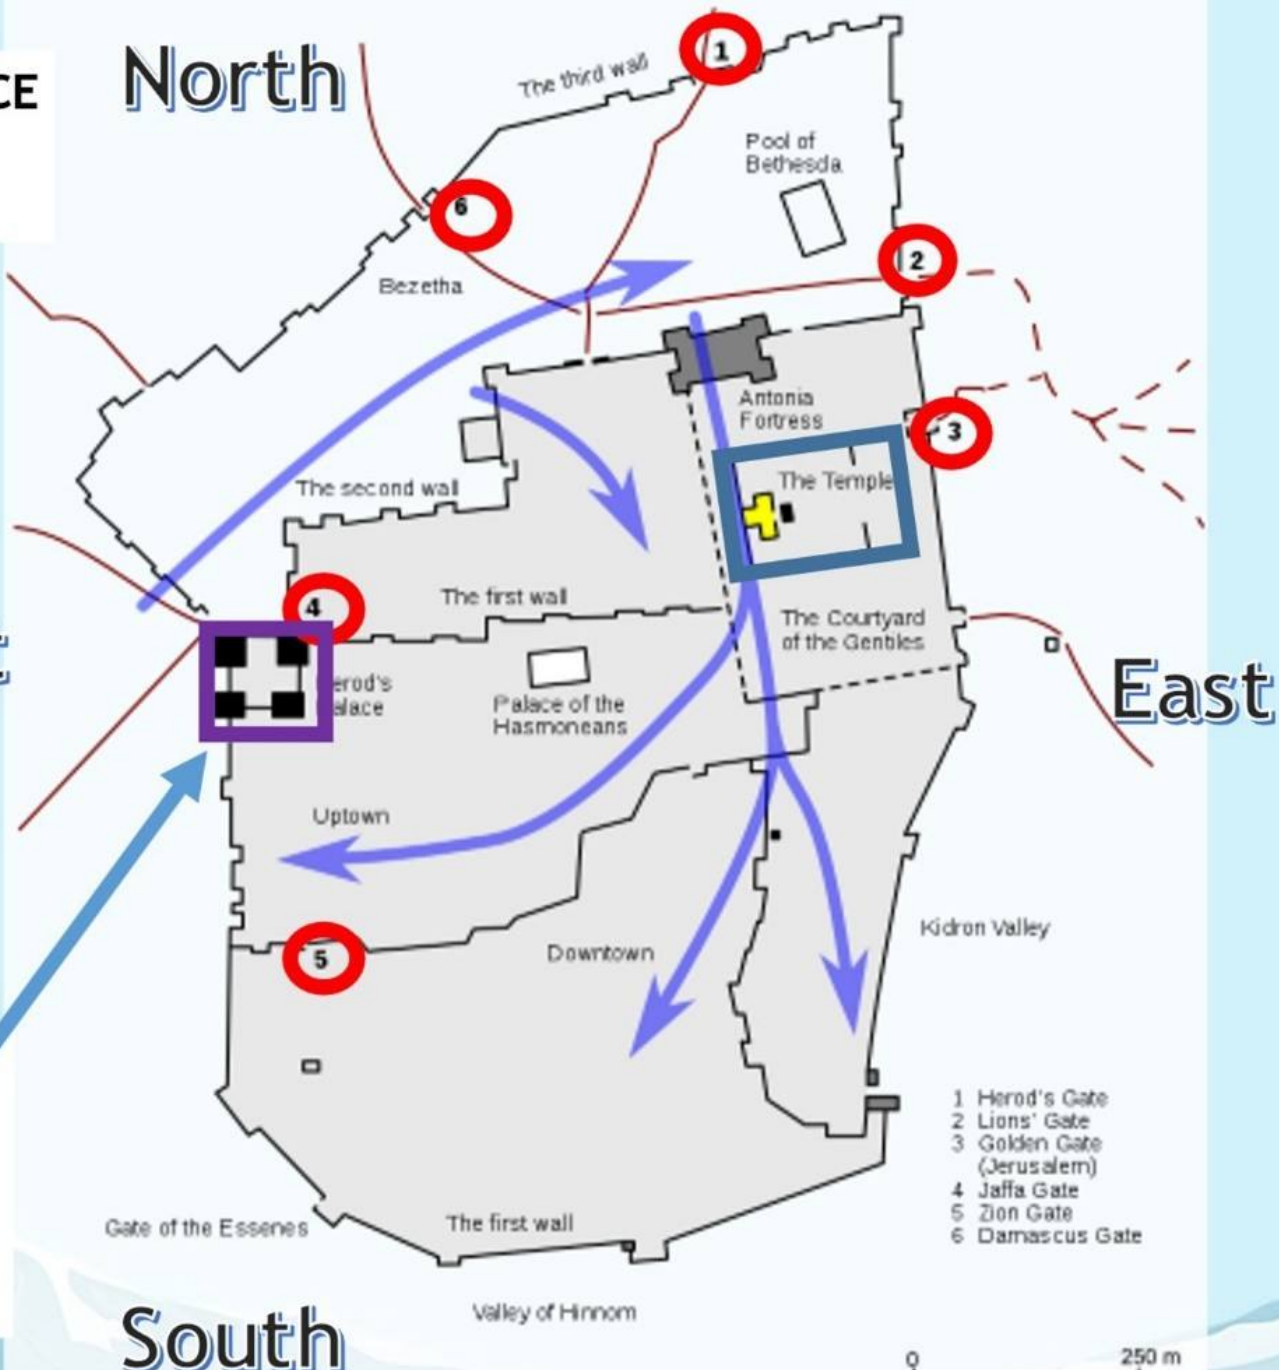 CE
North
The third wall
1
Pool of
Bethesda
6
2
Bezetha
Antonia
Fortress
3
The Temple
The second wall
4
The first wall
The Courtyard
of the Gentiles
erod's
alace
Palace of the
Hasmoneans
East
Uptown
Kidron Valley
Downtown
5
1 Herod's Gate
2 Lions' Gate
3 Golden Gate
(Jerusalem)
4 Jaffa Gate
5 Zion Gate
6 Damascus Gate
Gate of the Essenes
The first wall
Valley of Hinnom
South
0 250 m